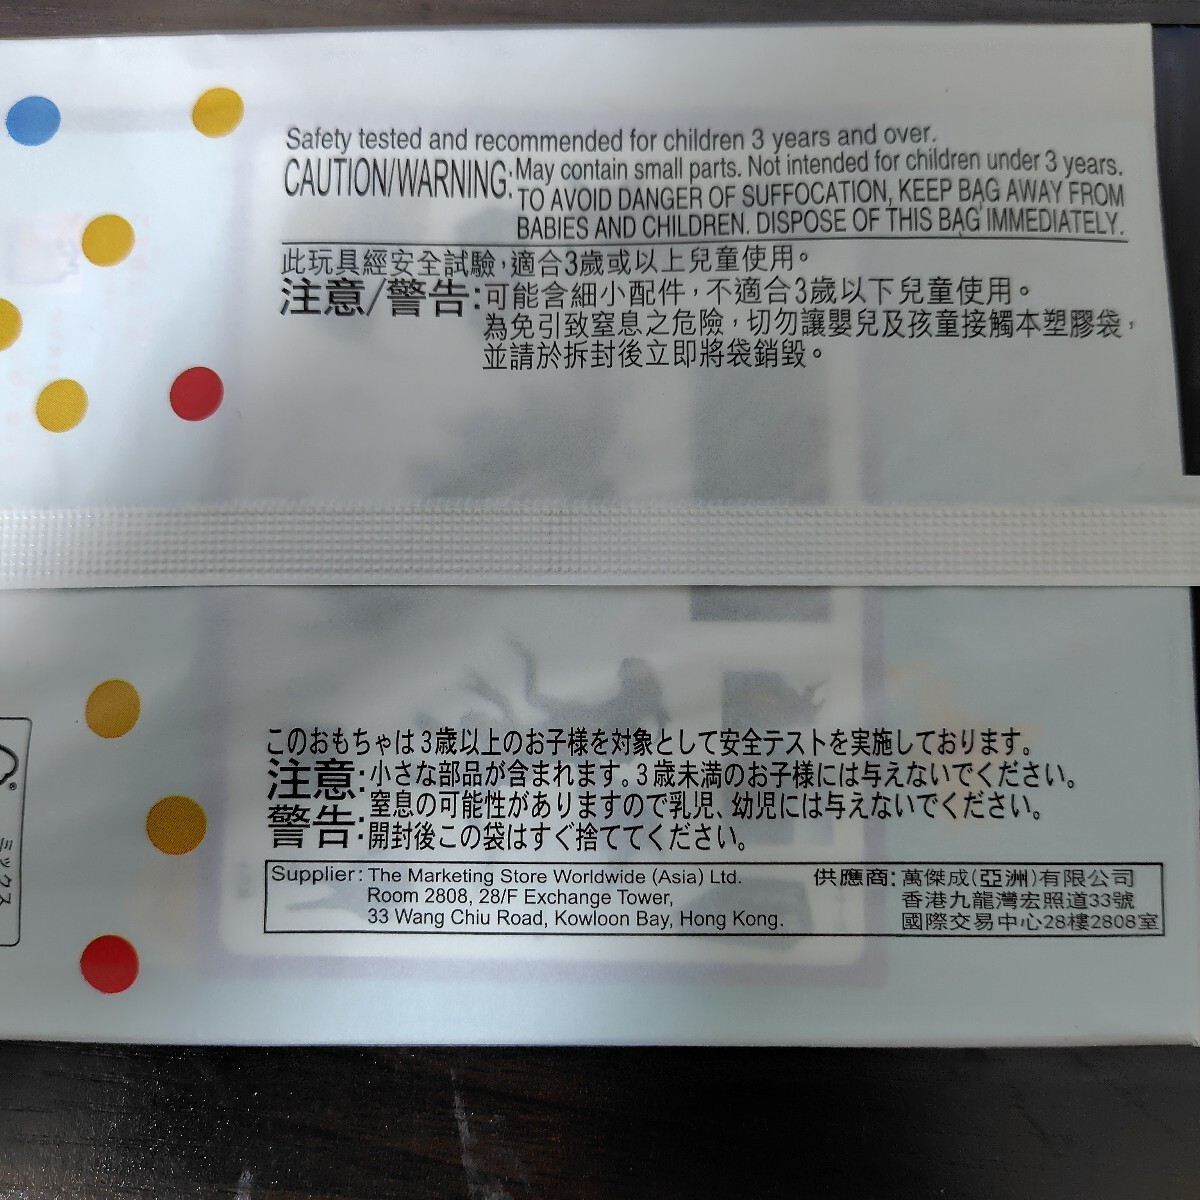 Safety tested and recommended for children 3 years and over.
CAUTION/WARNING: May contain small parts. Not intended for children under 3 years.
TO AVOID DANGER OF SUFFOCATION, KEEP BAG AWAY FROM
BABIES AND CHILDREN. DISPOSE OF THIS BAG IMMEDIATELY.
此玩具經安全試驗，適合3歲或以上兒童使用。
注意/警告:可能含細小配件，不適合3歲以下兒童使用。
為免引致窒息之危險，切勿讓嬰兒及孩童接觸本塑膠袋，
並請於拆封後立即將袋銷毀。
このおもちゃは3歳以上のお子様を対象として安全テストを実施しております。
注意:小さな部品が含まれます。3歳未満のお子様には与えないでください。
警告:窒息の可能性がありますので乳児、幼児には与えないでください。
開封後この袋はすぐ捨ててください。
Supplier: The Marketing Store Worldwide (Asia) Ltd.
Room 2808, 28/F Exchange Tower,
33 Wang Chiu Road, Kowloon Bay, Hong Kong.
供應商:萬傑成(亞洲)有限公司
香港九龍灣宏照道33號
國際交易中心28樓2808室
ミックス